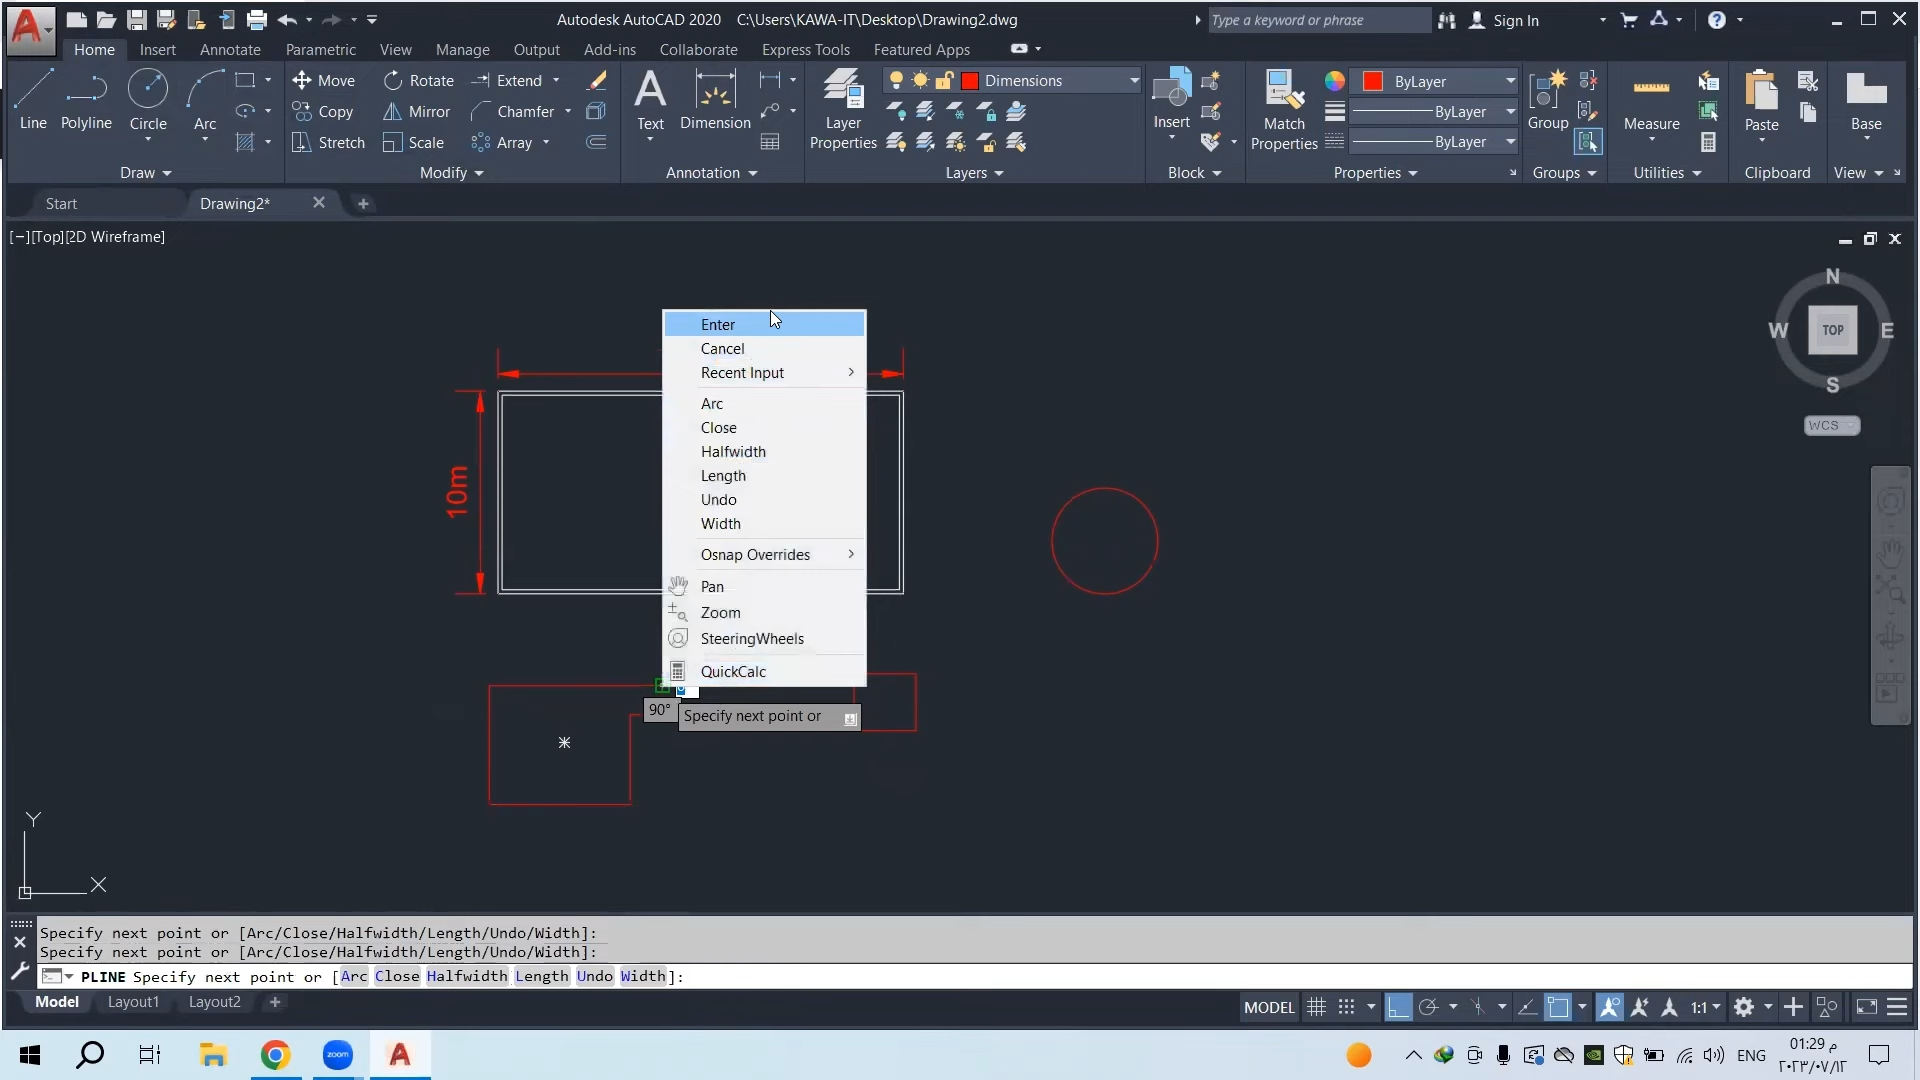 Autodesk AutoCAD 2020 C:\Users\KAWA-IT\Desktop\Drawing2.dwg
Type a keyword or phrase
Sign In
Home Insert Annotate Parametric View Manage Output Add-ins Collaborate Express Tools Featured Apps
Line Polyline Circle Arc
Move Rotate Extend
Copy Mirror Chamfer
Stretch Scale Array
Text Dimension
Layer Properties
Dimensions
Insert
Match Properties
ByLayer
ByLayer
ByLayer
Group
Measure
Paste
Base
Draw Modify Annotation Layers Block Properties Groups Utilities Clipboard View
Start Drawing2*
[−][Top][2D Wireframe]
N
W TOP E
S
WCS
Enter
Cancel
Recent Input
Arc
Close
Halfwidth
Length
Undo
Width
Osnap Overrides
Pan
Zoom
SteeringWheels
QuickCalc
10m
90°
Specify next point or
Y
X
Specify next point or [Arc/Close/Halfwidth/Length/Undo/Width]:
Specify next point or [Arc/Close/Halfwidth/Length/Undo/Width]:
PLINE Specify next point or [Arc Close Halfwidth Length Undo Width]:
Model Layout1 Layout2
MODEL
1:1
zoom
ENG
01:29 م
٢٠٢٣/٠٧/١٢